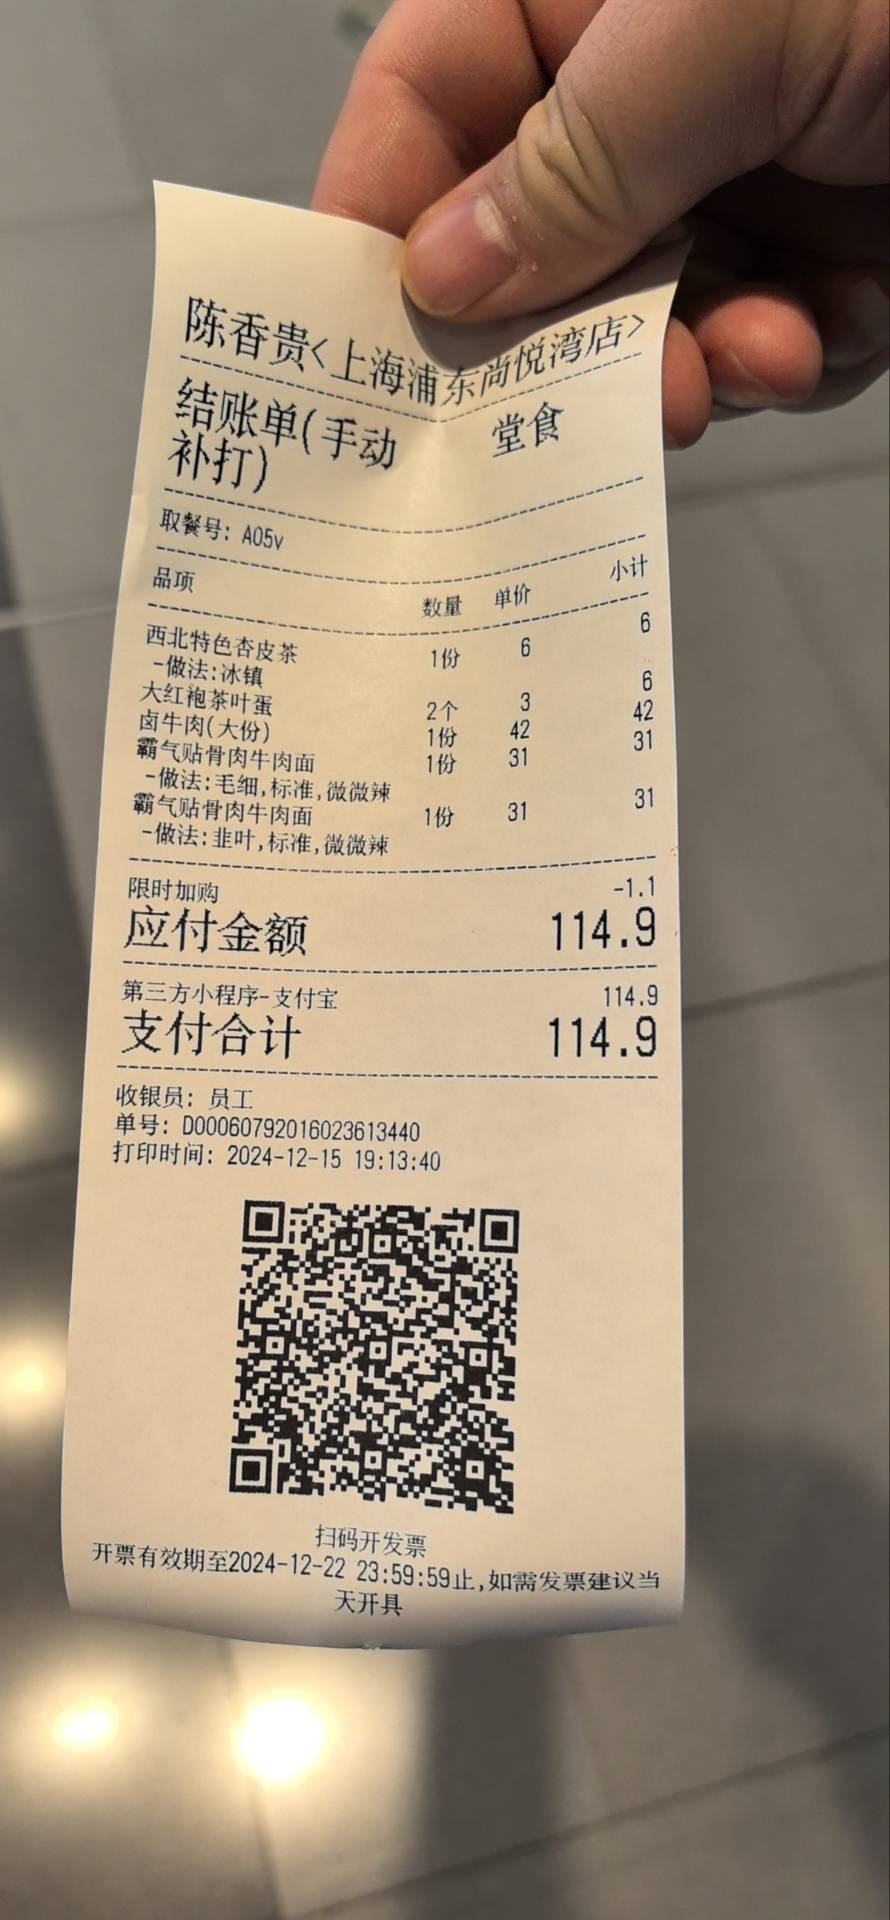 陈香贵<上海浦东尚悦湾店>
结账单(手动 堂食
补打)
取餐号: A05v
品项 数量 单价 小计
西北特色杏皮茶 1份 6 6
-做法:冰镇
大红袍茶叶蛋 2个 3 6
卤牛肉(大份) 1份 42 42
霸气贴骨肉牛肉面 1份 31 31
-做法:毛细,标准,微微辣
霸气贴骨肉牛肉面 1份 31 31
-做法:韭叶,标准,微微辣
限时加购 -1.1
应付金额 114.9
第三方小程序-支付宝 114.9
支付合计 114.9
收银员: 员工
单号: D00060792016023613440
打印时间: 2024-12-15 19:13:40
扫码开发票
开票有效期至2024-12-22 23:59:59止,如需发票建议当
天开具